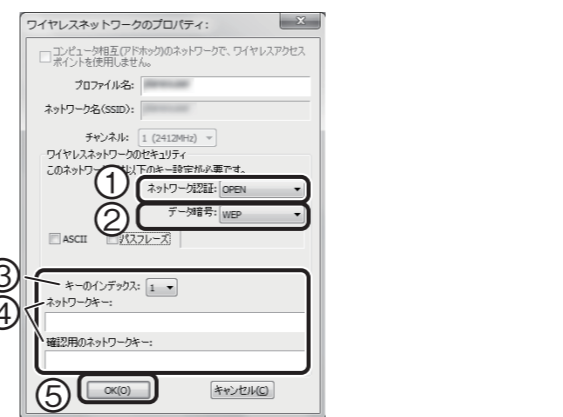 ワイヤレスネットワークのプロパティ:
コンピュータ相互(アドホック)のネットワークで、ワイヤレスアクセス
ポイントを使用しません。
プロファイル名:
ネットワーク名(SSID):
チャンネル: 1 (2412MHz)
ワイヤレスネットワークのセキュリティ
このネットワーク 以下のキー設定が必要です。
① ネットワーク認証: OPEN
② データ暗号: WEP
ASCII パスフレーズ
③ キーのインデックス: 1
④ ネットワークキー:
確認用のネットワークキー:
⑤ OK(O) キャンセル(C)